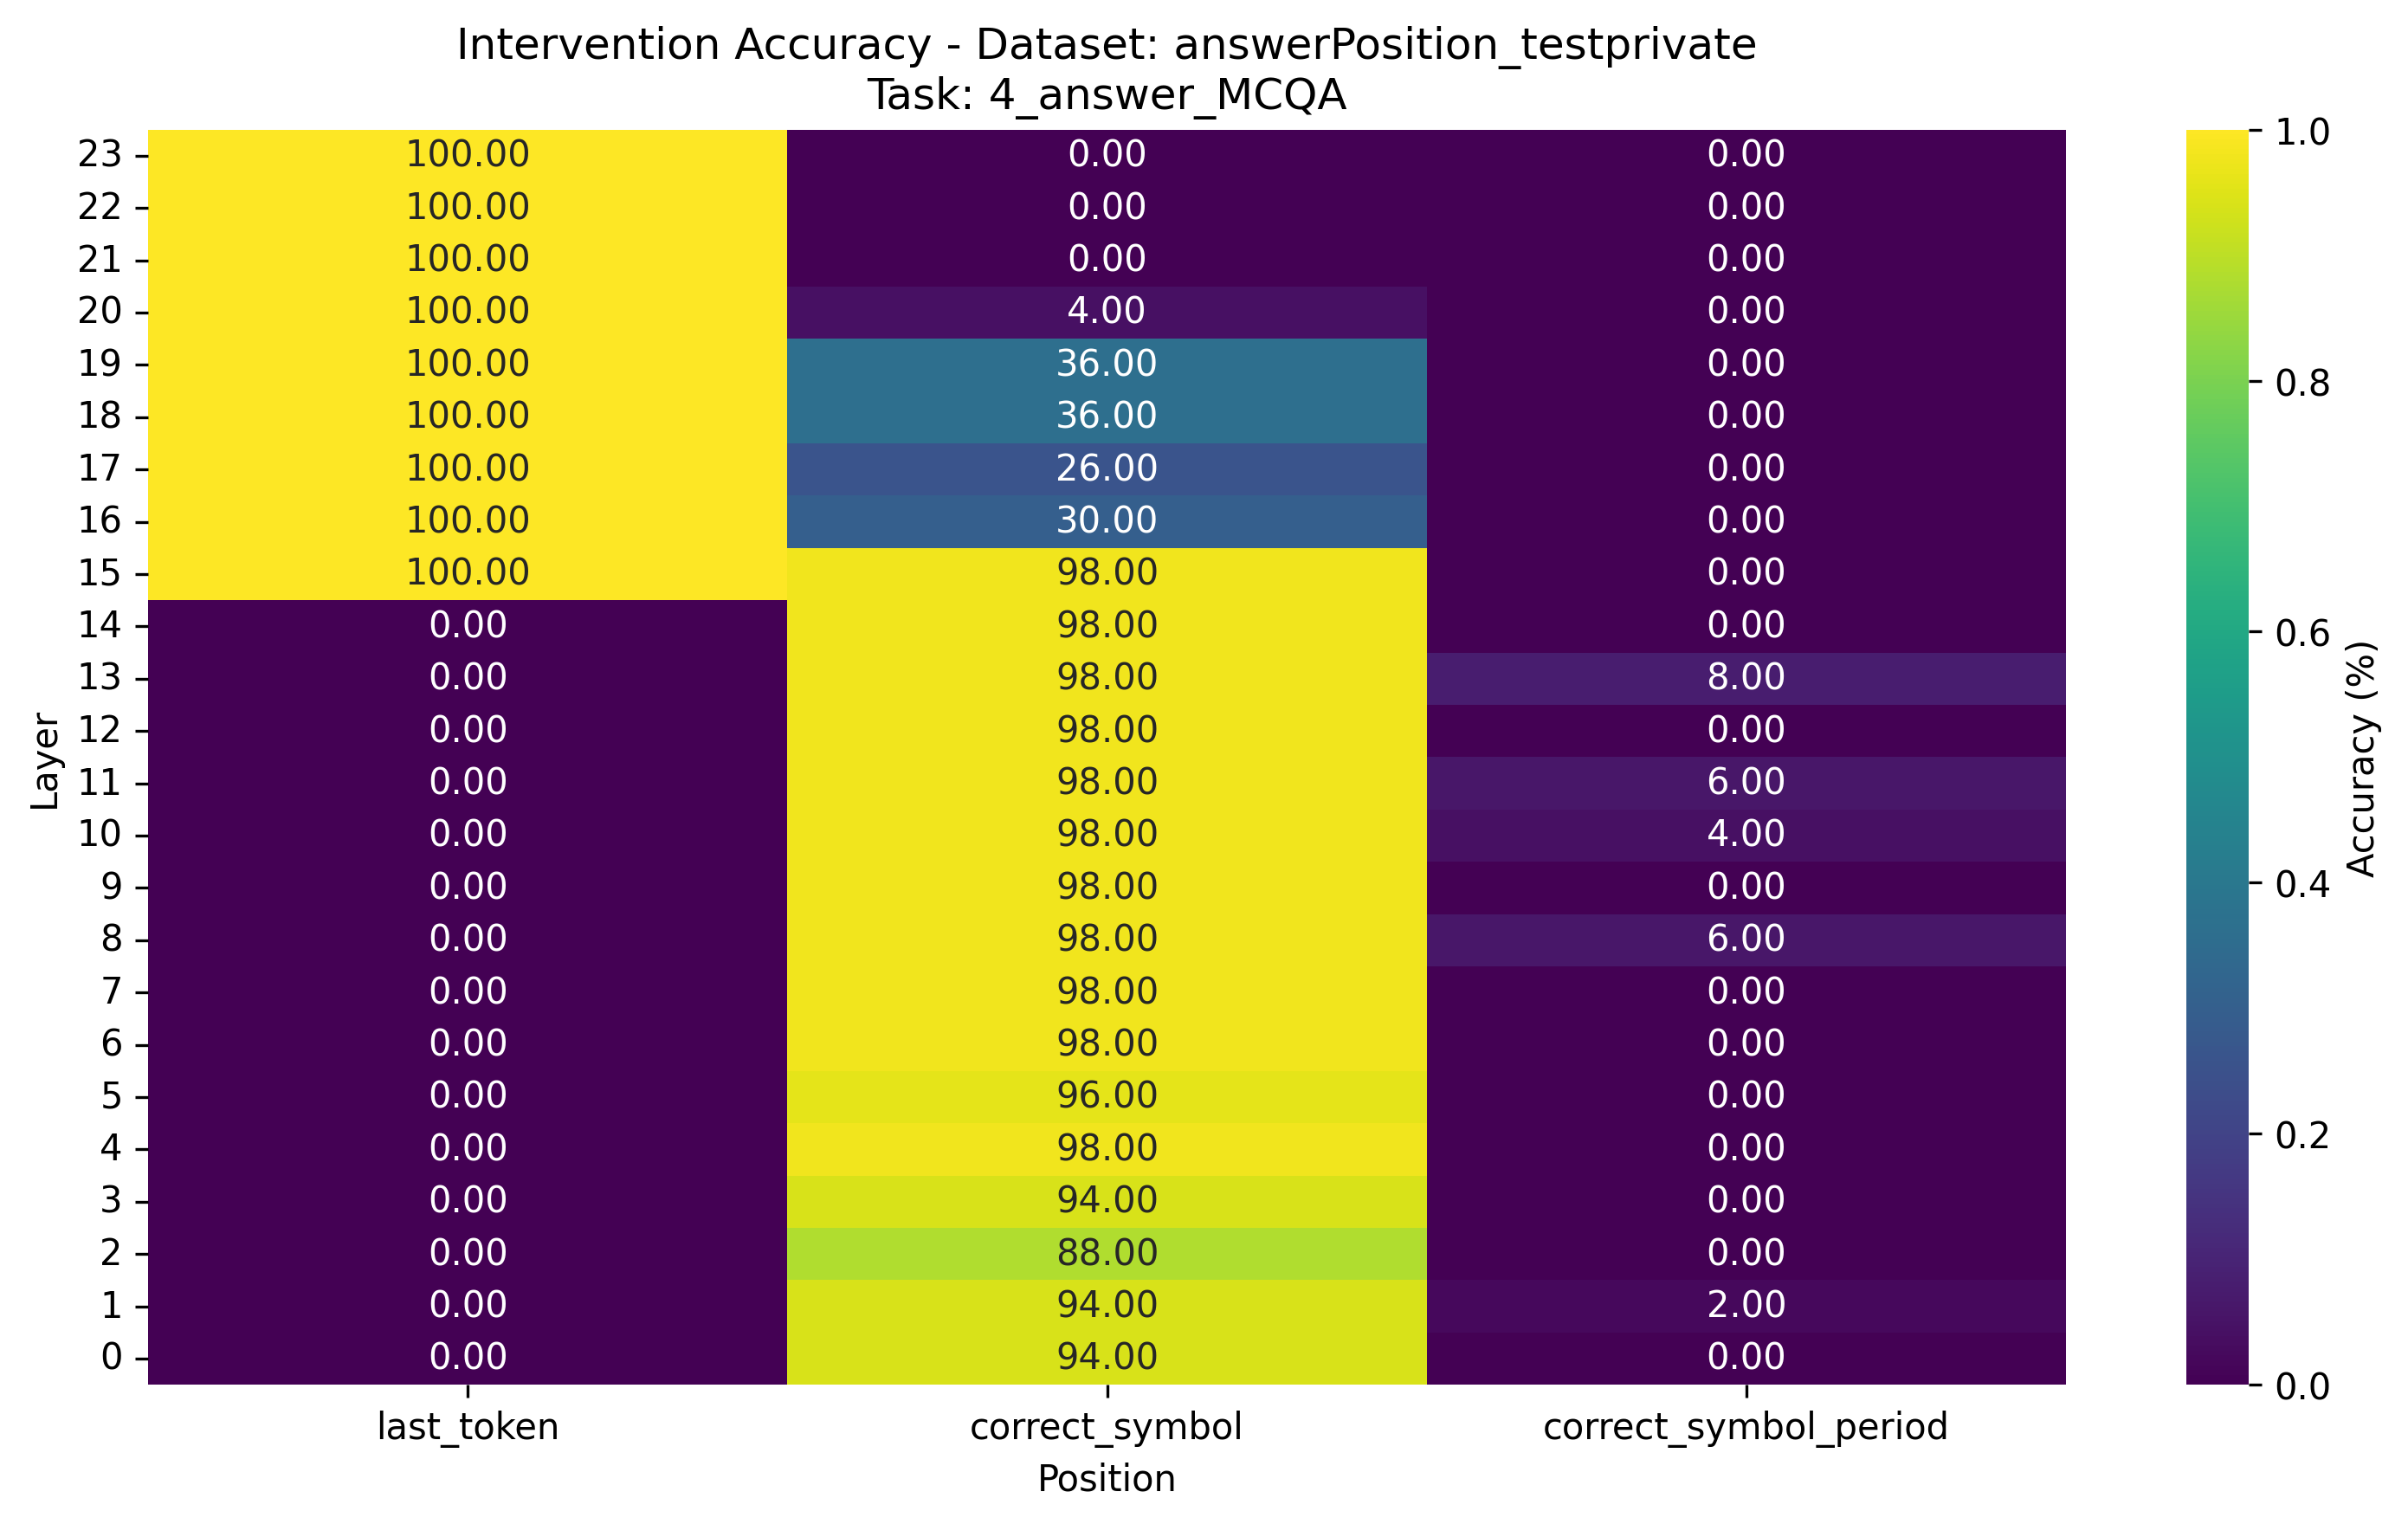 Intervention Accuracy - Dataset: answerPosition_testprivate
Task: 4_answer_MCQA
23 100.00 0.00 0.00 1.0
22 100.00 0.00 0.00
21 100.00 0.00 0.00
20 100.00 4.00 0.00
19 100.00 36.00 0.00 0.8
18 100.00 36.00 0.00
17 100.00 26.00 0.00
16 100.00 30.00 0.00
15 100.00 98.00 0.00
14 0.00 98.00 0.00 0.6
13 0.00 98.00 8.00
12 0.00 98.00 0.00
Layer
Accuracy (%)
11 0.00 98.00 6.00
10 0.00 98.00 4.00
9 0.00 98.00 0.00 0.4
8 0.00 98.00 6.00
7 0.00 98.00 0.00
6 0.00 98.00 0.00
5 0.00 96.00 0.00
4 0.00 98.00 0.00 0.2
3 0.00 94.00 0.00
2 0.00 88.00 0.00
1 0.00 94.00 2.00
0 0.00 94.00 0.00 0.0
last_token correct_symbol correct_symbol_period
Position